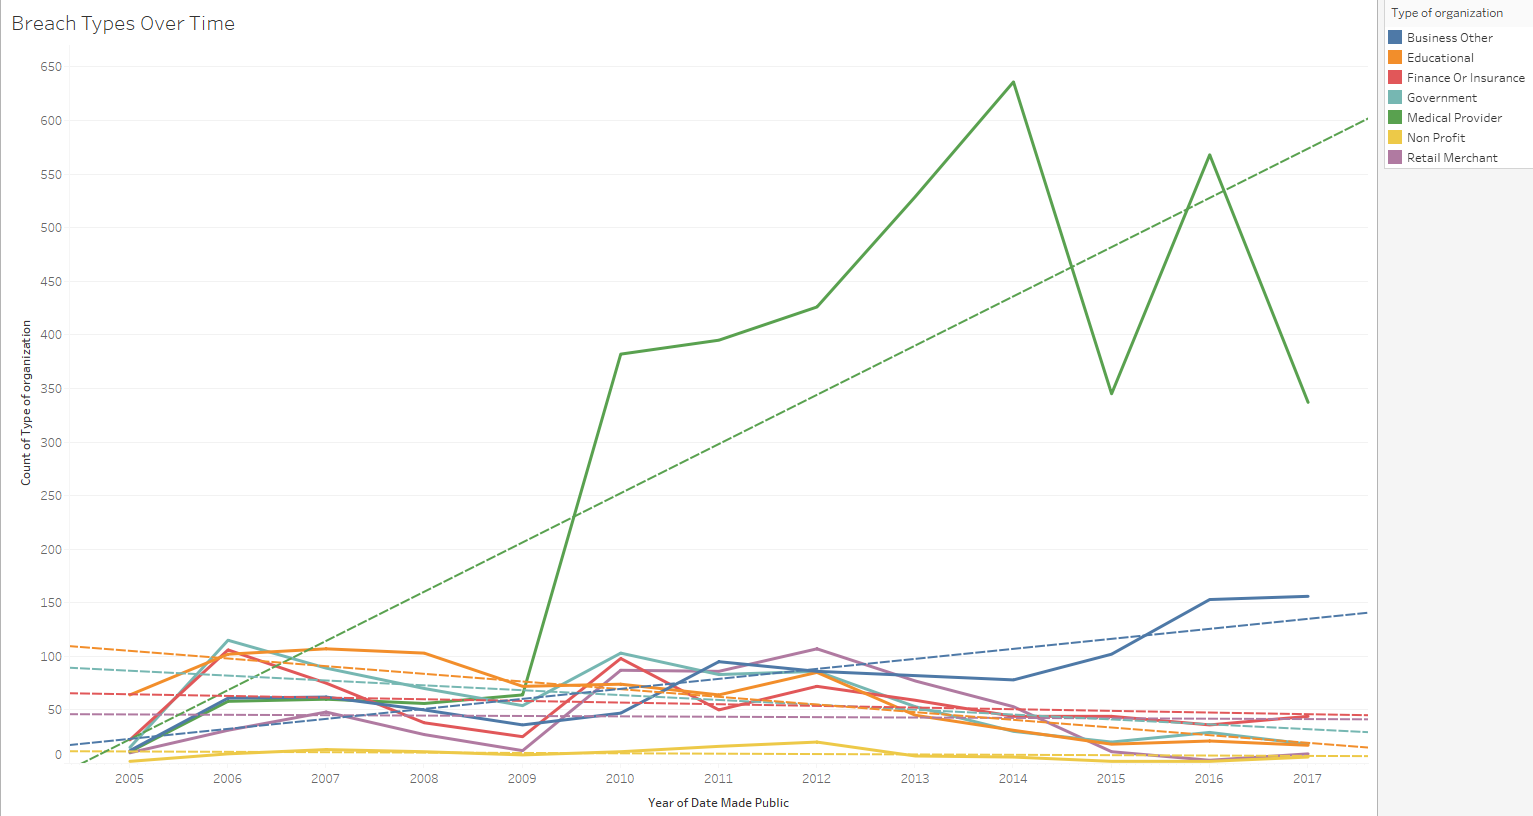 Breach Types Over Time
Type of organization
Business Other
Educational
Finance Or Insurance
Government
Medical Provider
Non Profit
Retail Merchant
Count of Type of organization
650
600
550
500
450
400
350
300
250
200
150
100
50
0
2005 2006 2007 2008 2009 2010 2011 2012 2013 2014 2015 2016 2017
Year of Date Made Public